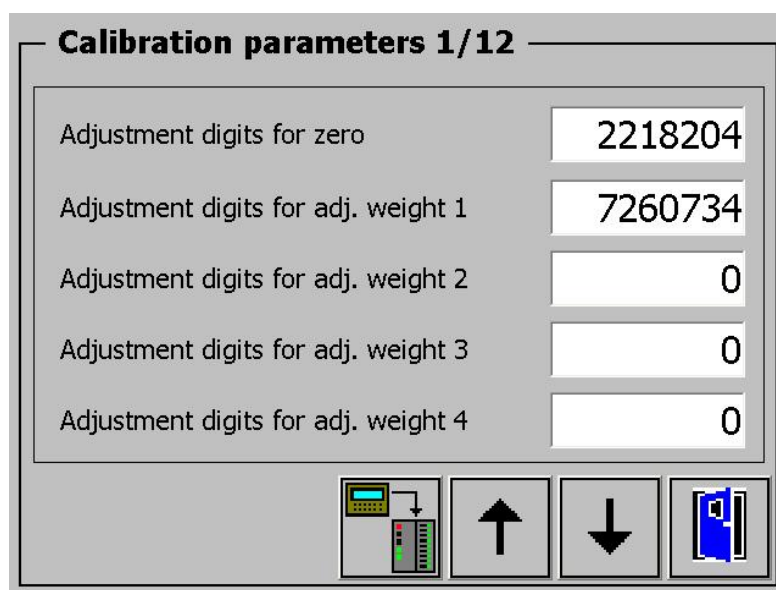 Calibration parameters 1/12
Adjustment digits for zero 2218204
Adjustment digits for adj. weight 1 7260734
Adjustment digits for adj. weight 2 0
Adjustment digits for adj. weight 3 0
Adjustment digits for adj. weight 4 0